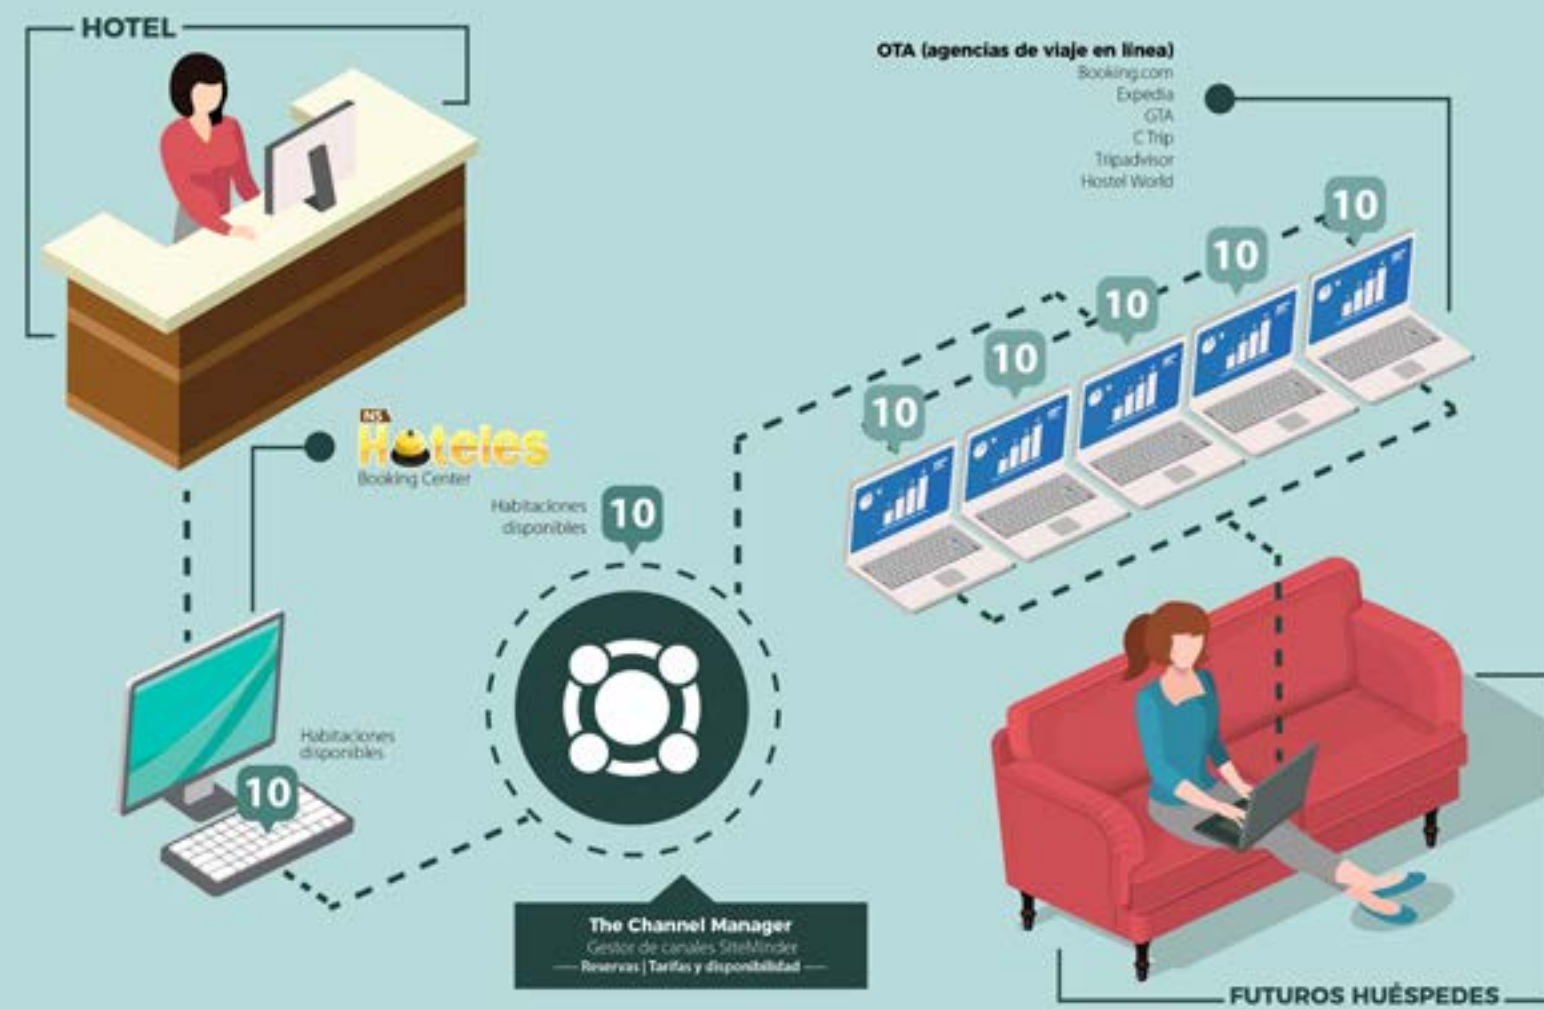 HOTEL
OTA (agencias de viaje en línea)
Booking.com
Expedia
GTA
C Trip
Tripadvisor
Hostel World
10
10
10
10
10
NS
Hoteles
Booking Center
Habitaciones
disponibles
10
Habitaciones
disponibles
10
The Channel Manager
Gestor de canales SiteMinder
Reservas | Tarifas y disponibilidad
FUTUROS HUÉSPEDES